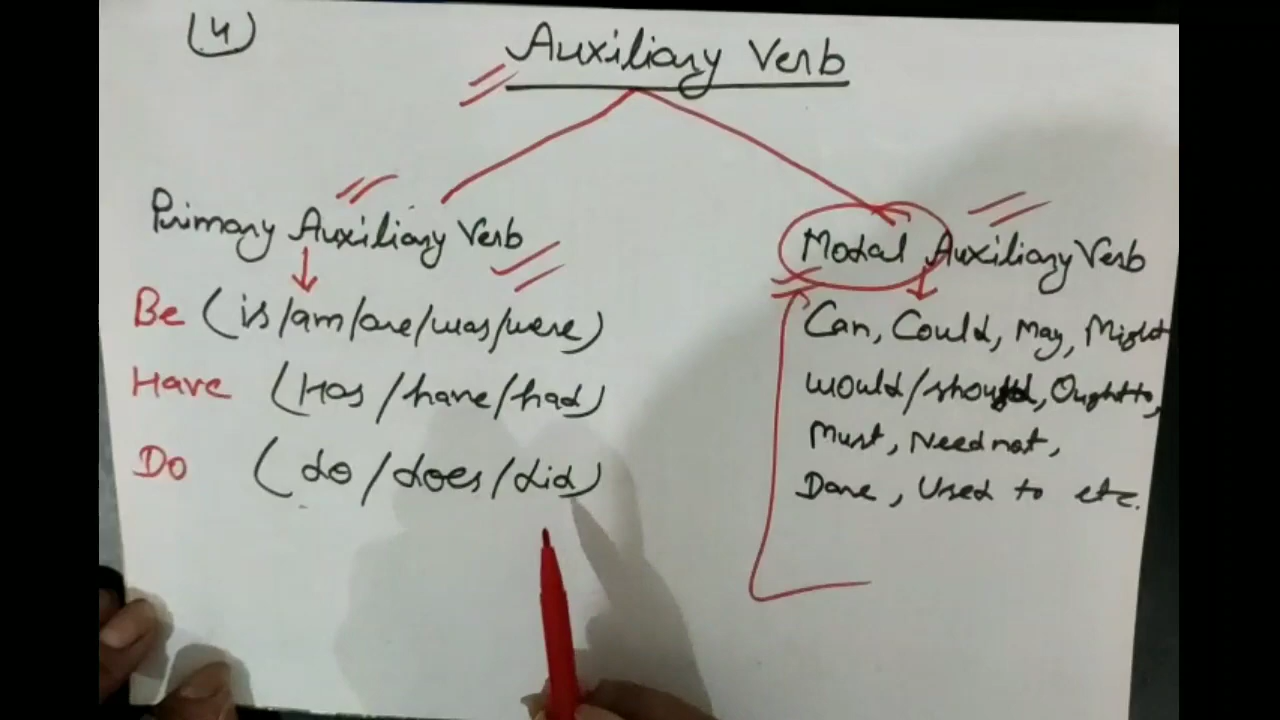 (4)
Auxiliary Verb
Primary Auxiliary Verb
Be (is/am/are/was/were)
Have (Has/have/had)
Do (do/does/did)
Modal Auxiliary Verb
Can, Could, May, Might
would/should, Ought to,
Must, Need not,
Dare, Used to etc.